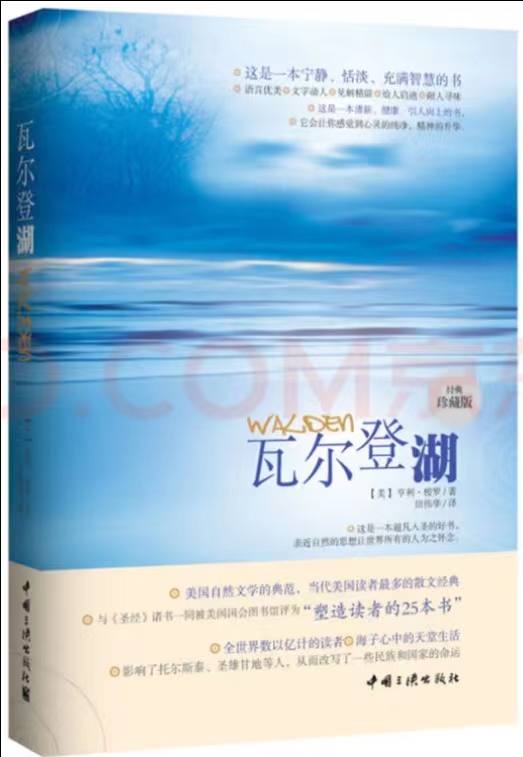 这是一本宁静、恬淡、充满智慧的书
语言优美 文字动人 见解精辟 给人启迪 耐人寻味
这是一本清新、健康、引人向上的书,
它会让你感觉到心灵的纯净，精神的升华。
瓦尔登湖
WALDEN
JD.COM京东
经典
珍藏版
WALDEN
瓦尔登湖
【美】亨利·梭罗/著
田伟华/译
这是一本超凡入圣的好书，
亲近自然的思想让世界所有的人为之怀念。
美国自然文学的典范，当代美国读者最多的散文经典
与《圣经》诸书一同被美国国会图书馆评为“塑造读者的25本书”
全世界数以亿计的读者 海子心中的天堂生活
影响了托尔斯泰、圣雄甘地等人，从而改写了一些民族和国家的命运
中国三峡出版社
中国三峡出版社